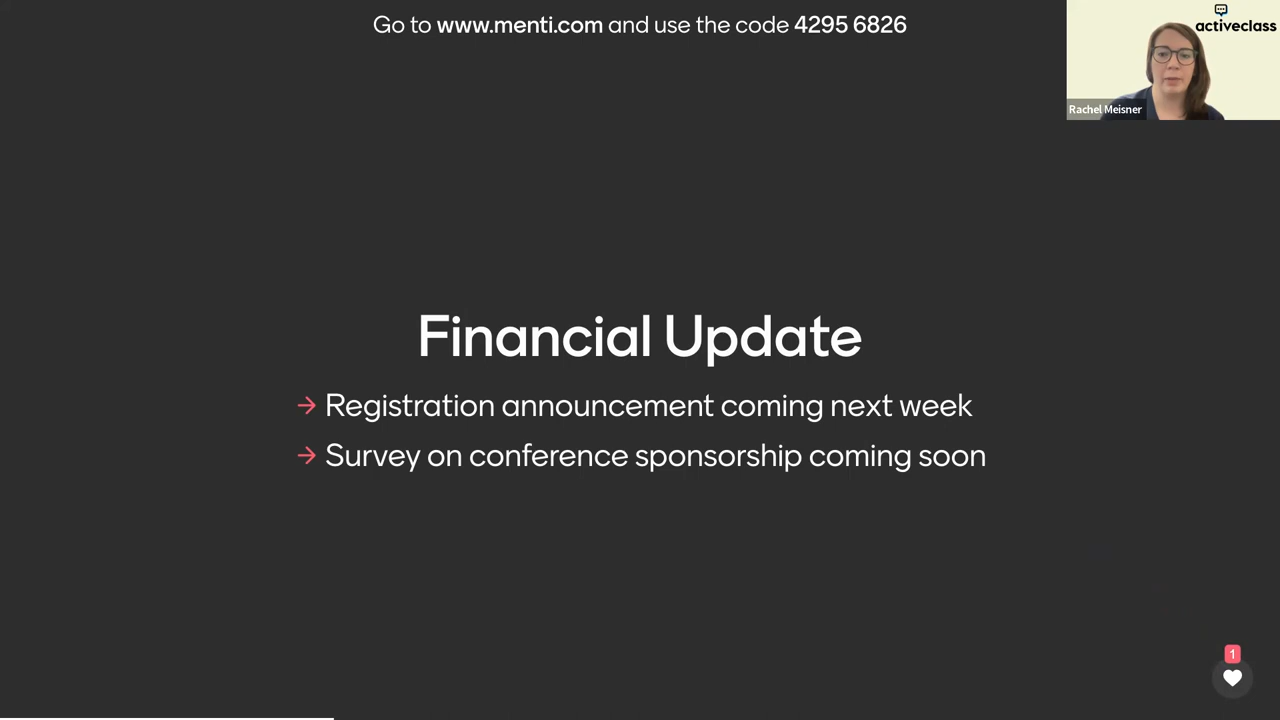 Go to www.menti.com and use the code 4295 6826
activeclass
Rachel Meisner
Financial Update
→ Registration announcement coming next week
→ Survey on conference sponsorship coming soon
1